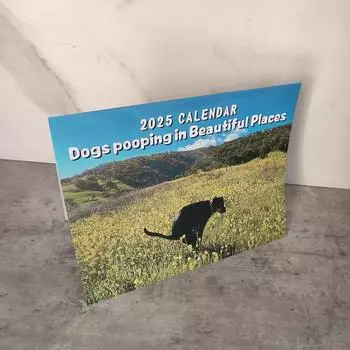 2025 CALENDAR
Dogs pooping in Beautiful Places